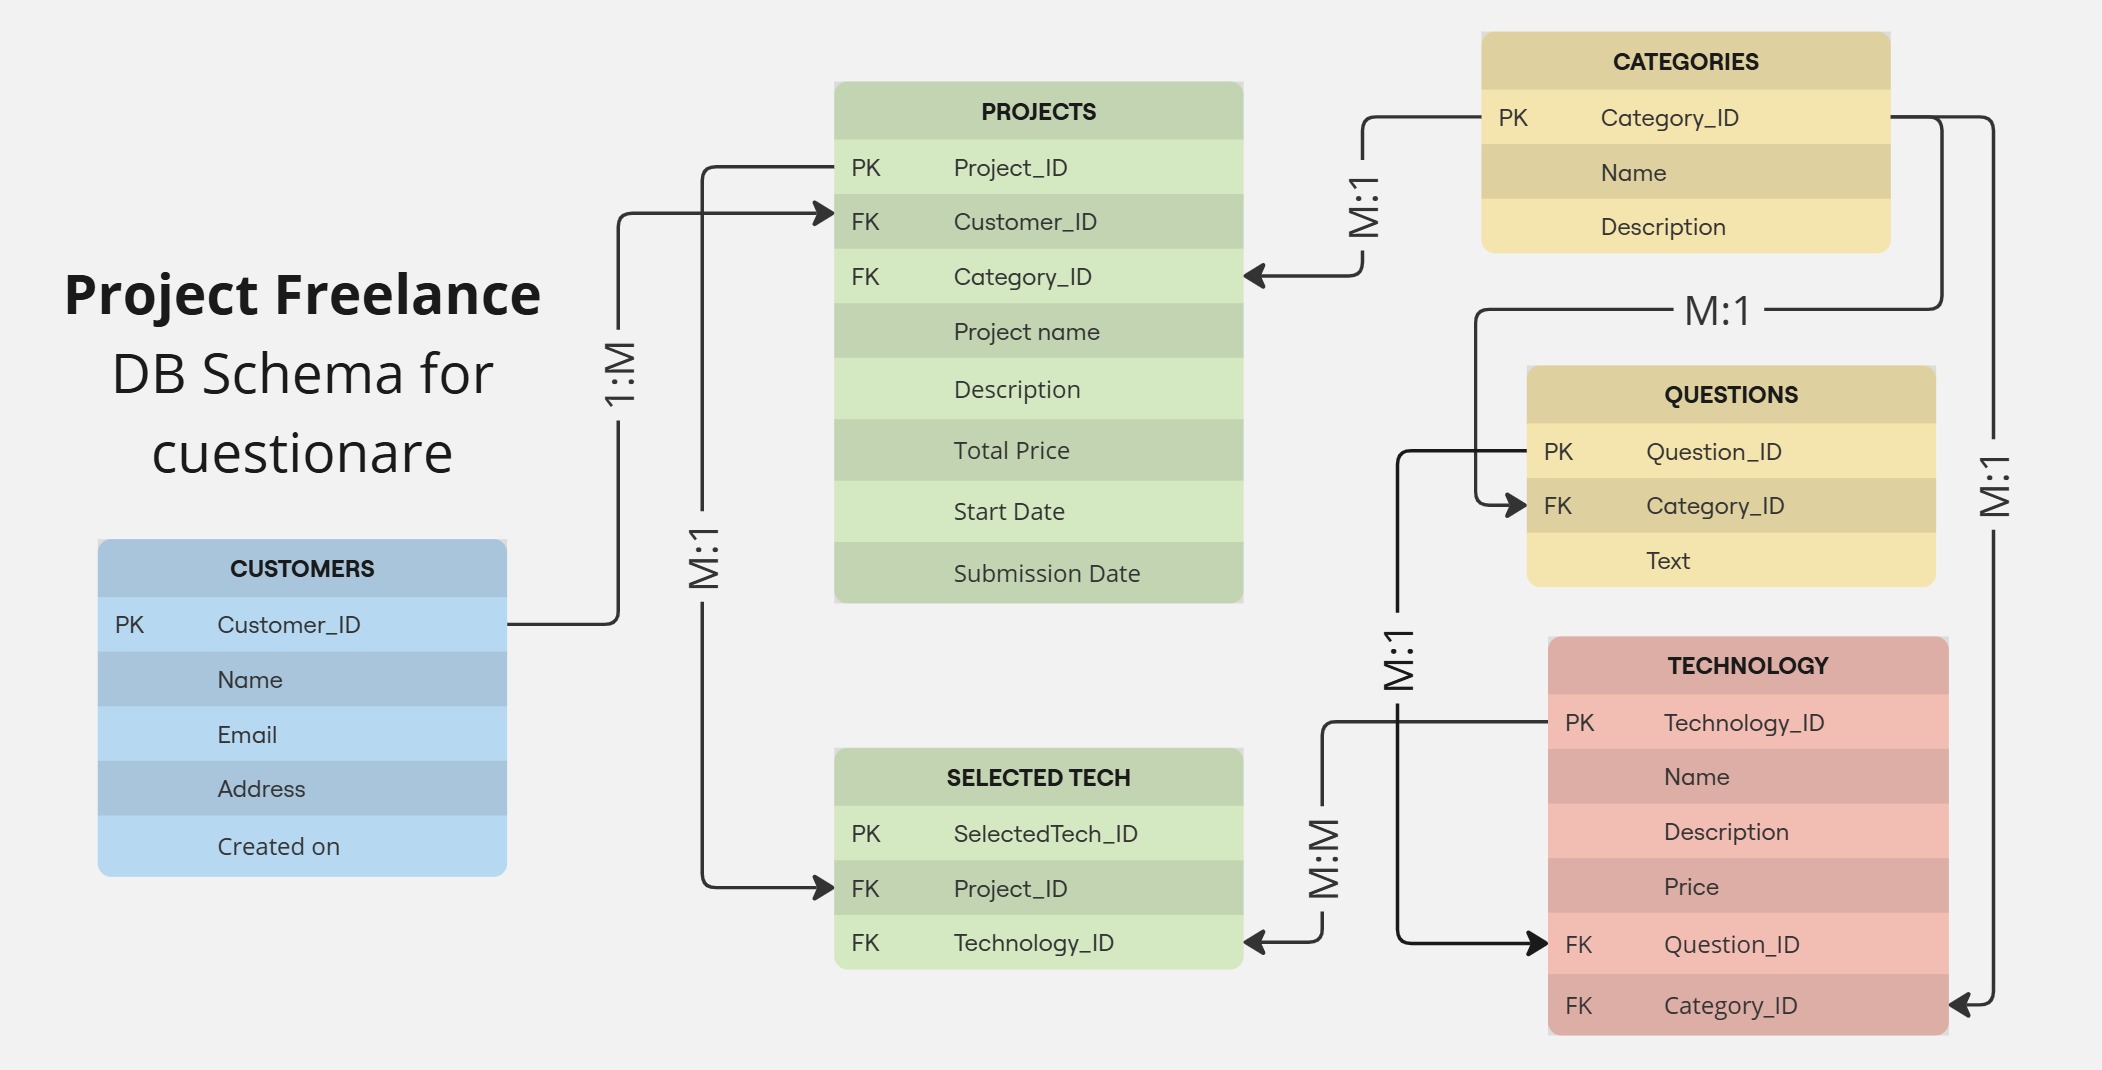 Project Freelance
DB Schema for
cuestionare
CUSTOMERS
PK Customer_ID
Name
Email
Address
Created on
1:M
M:1
PROJECTS
PK Project_ID
FK Customer_ID
FK Category_ID
Project name
Description
Total Price
Start Date
Submission Date
SELECTED TECH
PK SelectedTech_ID
FK Project_ID
FK Technology_ID
M:1
M:M
M:1
CATEGORIES
PK Category_ID
Name
Description
M:1
QUESTIONS
PK Question_ID
FK Category_ID
Text
M:1
TECHNOLOGY
PK Technology_ID
Name
Description
Price
FK Question_ID
FK Category_ID